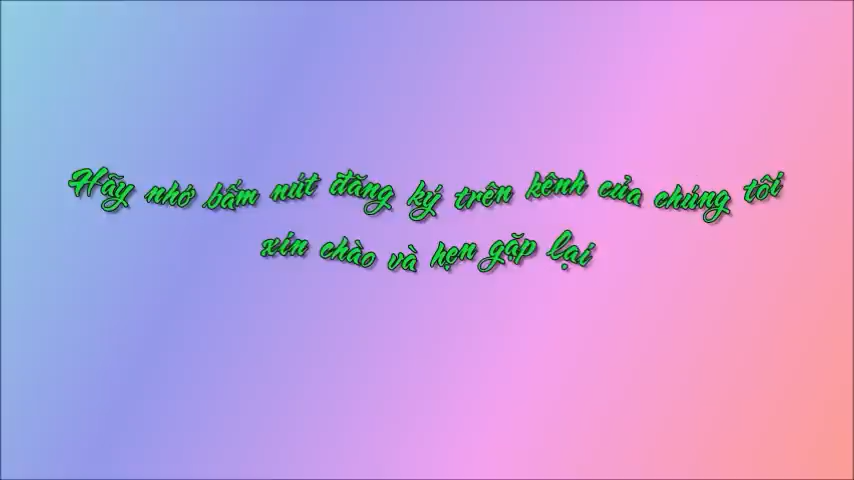 Hãy nhớ bấm nút đăng ký trên kênh của chúng tôi
xin chào và hẹn gặp lại